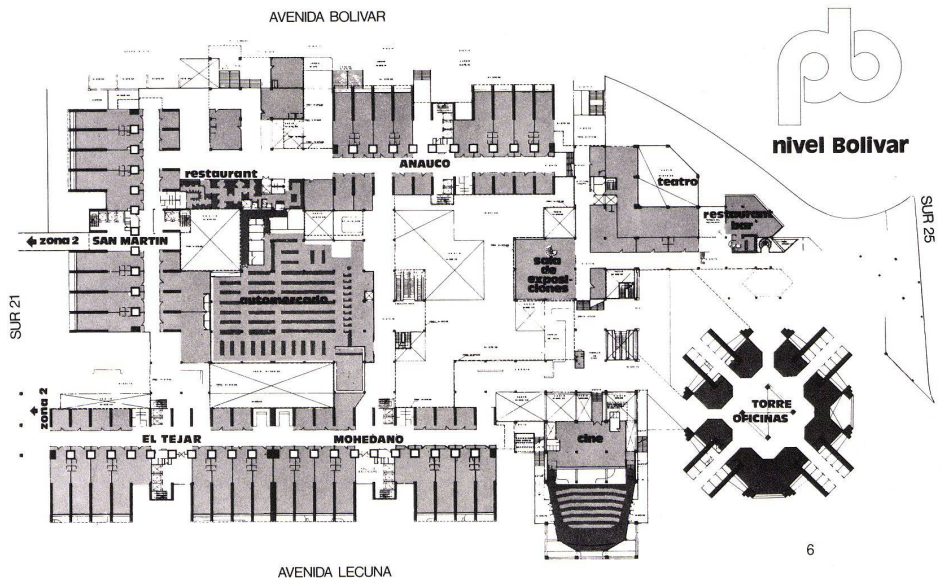 AVENIDA BOLIVAR
pb
nivel Bolivar
ANAUCO
restaurant
teatro
restaurant
bar
SUR 25
← zona 2
SAN MARTIN
sala
de
exposi
ciones
automercado
SUR 21
zona 2
TORRE
OFICINAS
EL TEJAR
MOHEDANO
cine
6
AVENIDA LECUNA